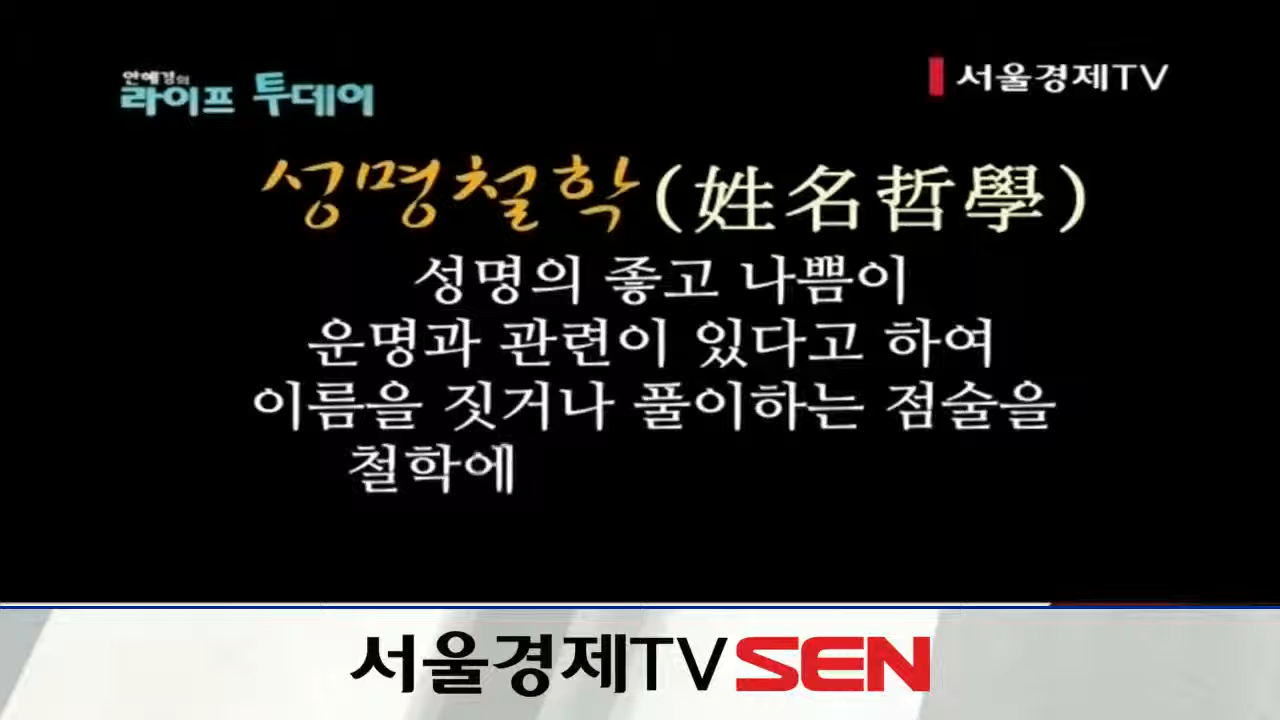 안예경의
라이프 투데이
서울경제TV
성명철학(姓名哲學)
성명의 좋고 나쁨이
운명과 관련이 있다고 하여
이름을 짓거나 풀이하는 점술을
철학에
서울경제TV SEN